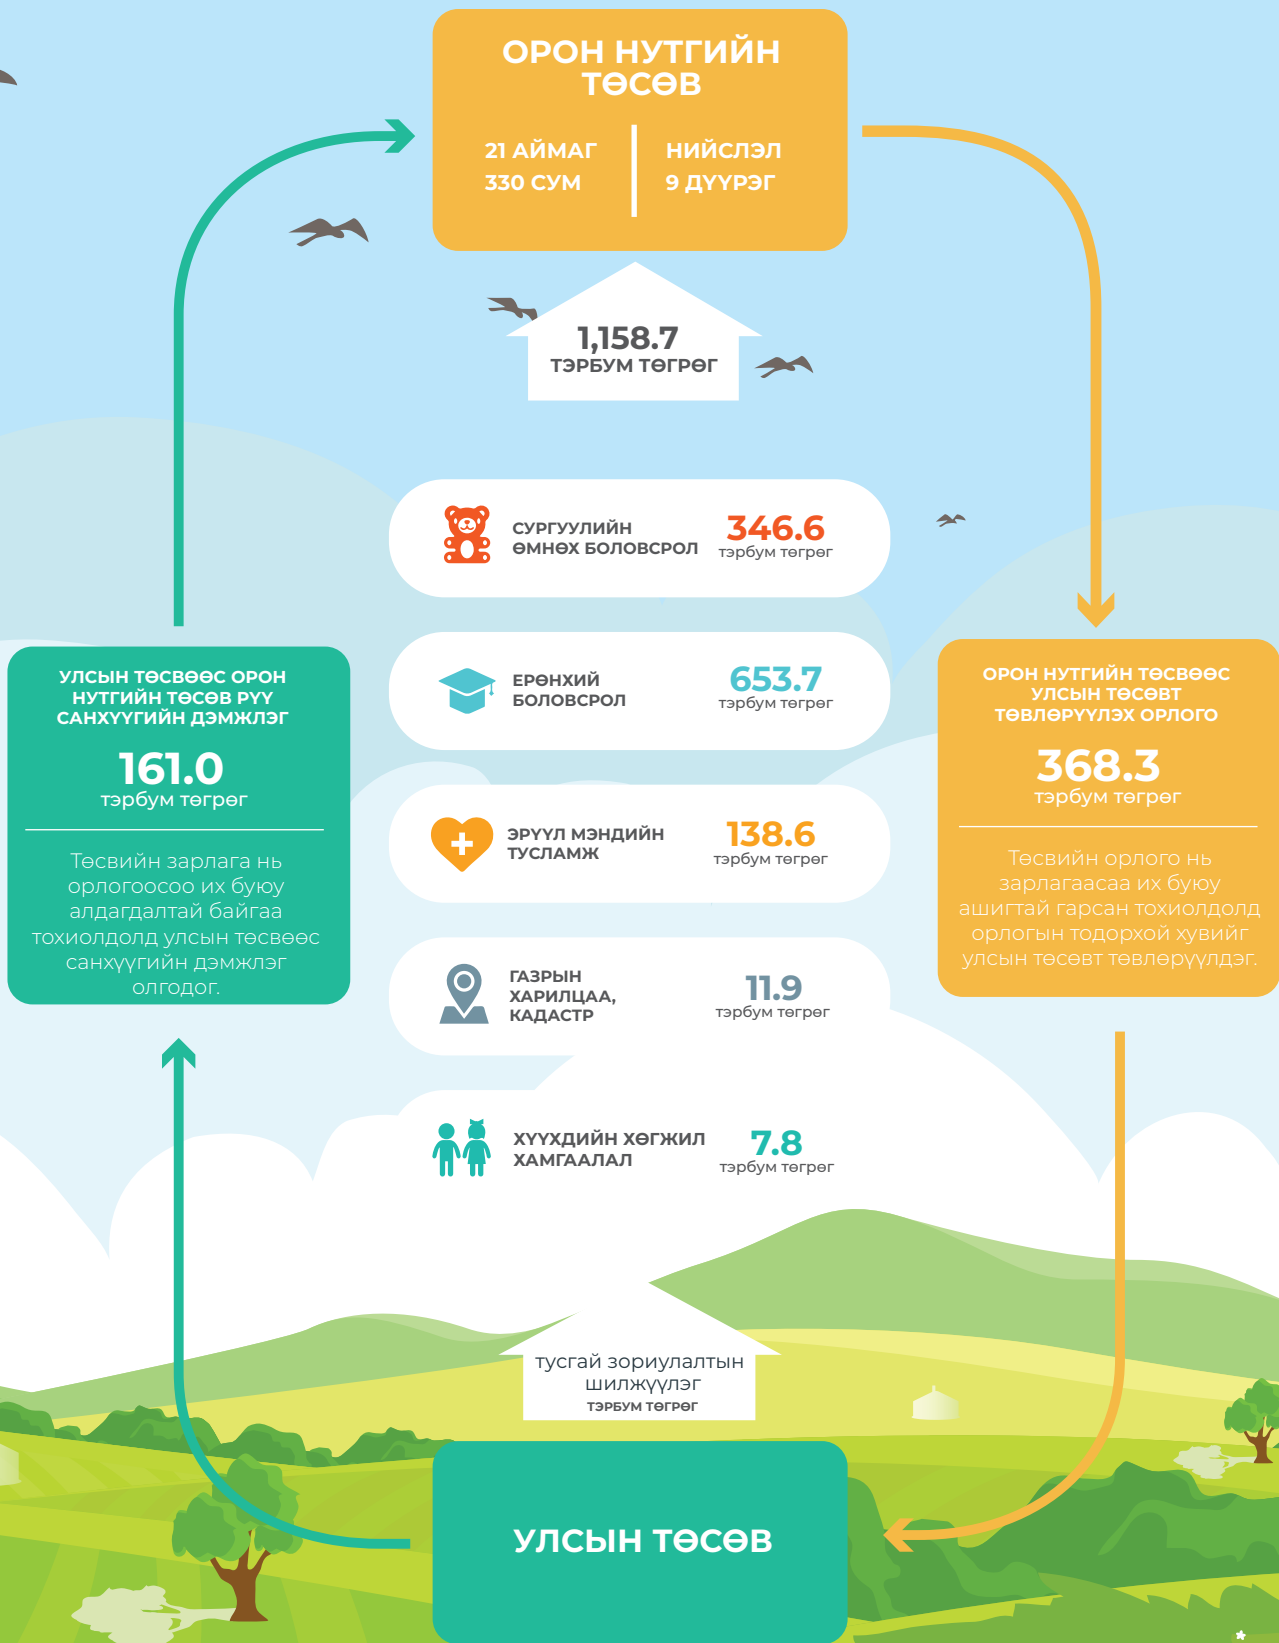 ОРОН НУТГИЙН
ТӨСӨВ
21 АЙМАГ
330 СУМ
НИЙСЛЭЛ
9 ДҮҮРЭГ
1,158.7
ТЭРБУМ ТӨГРӨГ
СУРГУУЛИЙН
ӨМНӨХ БОЛОВСРОЛ
346.6
тэрбум төгрөг
ЕРӨНХИЙ
БОЛОВСРОЛ
653.7
тэрбум төгрөг
ЭРҮҮЛ МЭНДИЙН
ТУСЛАМЖ
138.6
тэрбум төгрөг
ГАЗРЫН
ХАРИЛЦАА,
КАДАСТР
11.9
тэрбум төгрөг
ХҮҮХДИЙН ХӨГЖИЛ
ХАМГААЛАЛ
7.8
тэрбум төгрөг
УЛСЫН ТӨСВӨӨС ОРОН
НУТГИЙН ТӨСӨВ РҮҮ
САНХҮҮГИЙН ДЭМЖЛЭГ
161.0
тэрбум төгрөг
Төсвийн зарлага нь
орлогоосоо их буюу
алдагдалтай байгаа
тохиолдолд улсын төсвөөс
санхүүгийн дэмжлэг
олгодог.
ОРОН НУТГИЙН ТӨСВӨӨС
УЛСЫН ТӨСӨВТ
ТӨВЛӨРҮҮЛЭХ ОРЛОГО
368.3
тэрбум төгрөг
Төсвийн орлого нь
зарлагаасаа их буюу
ашигтай гарсан тохиолдолд
орлогын тодорхой хувийг
улсын төсөвт төвлөрүүлдэг.
тусгай зориулалтын
шилжүүлэг
ТЭРБУМ ТӨГРӨГ
УЛСЫН ТӨСӨВ